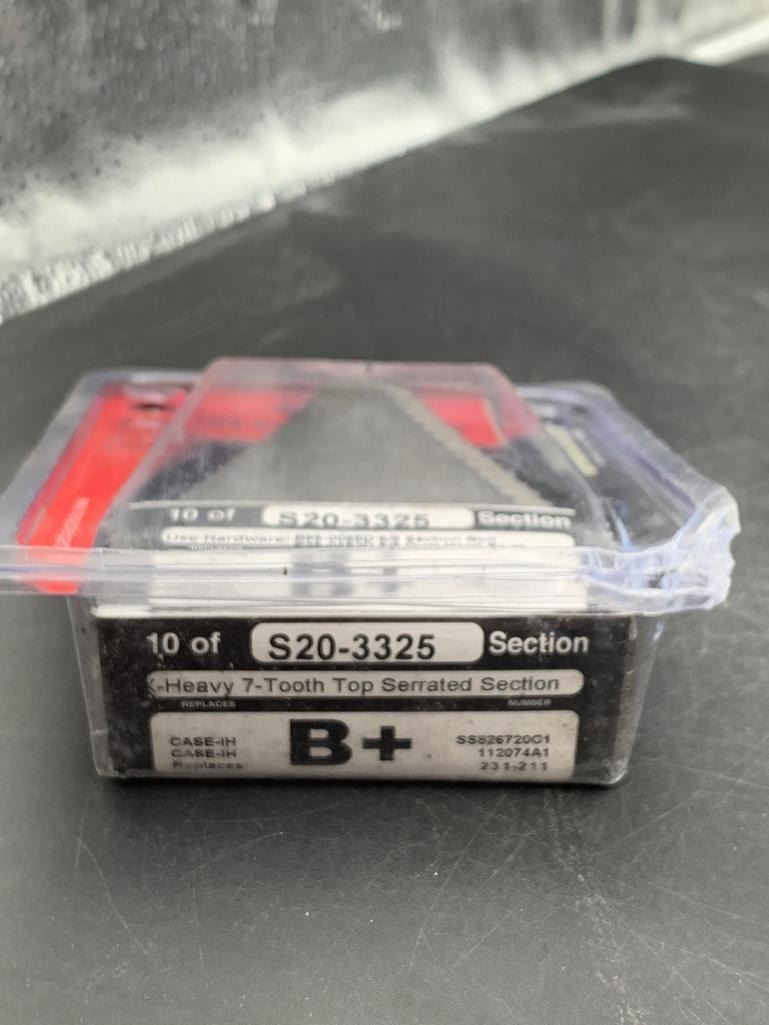 10 of S20-3325 Section
Use Hardware:
10 of S20-3325 Section
X-Heavy 7-Tooth Top Serrated Section
REPLACES NUMBER
CASE-IH B+ SS826720C1
CASE-IH 112074A1
Replaces: 231-211